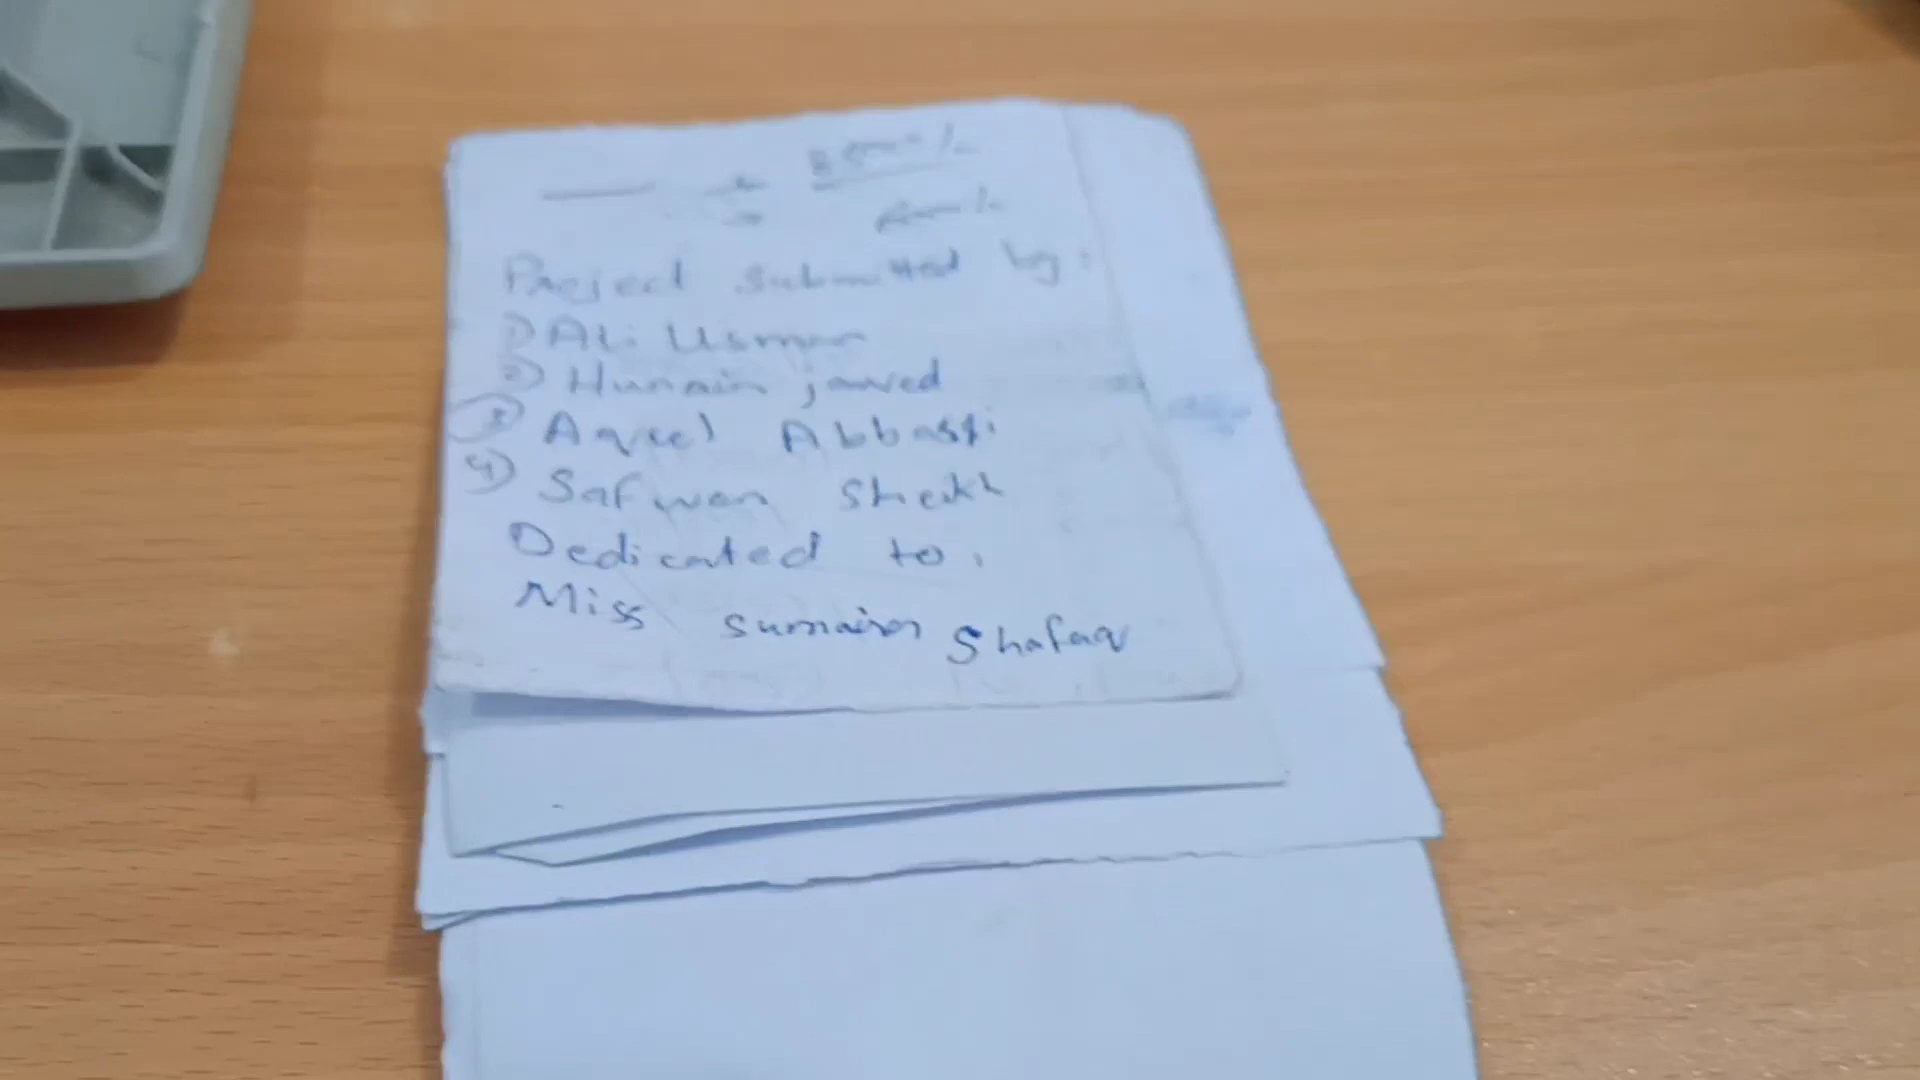 Project Submitted by:
1) Ali Usman
2) Hunain javed
3) Aqeel Abbassi
4) Safwan Sheikh
Dedicated to:
Miss Sumaira Shafaq